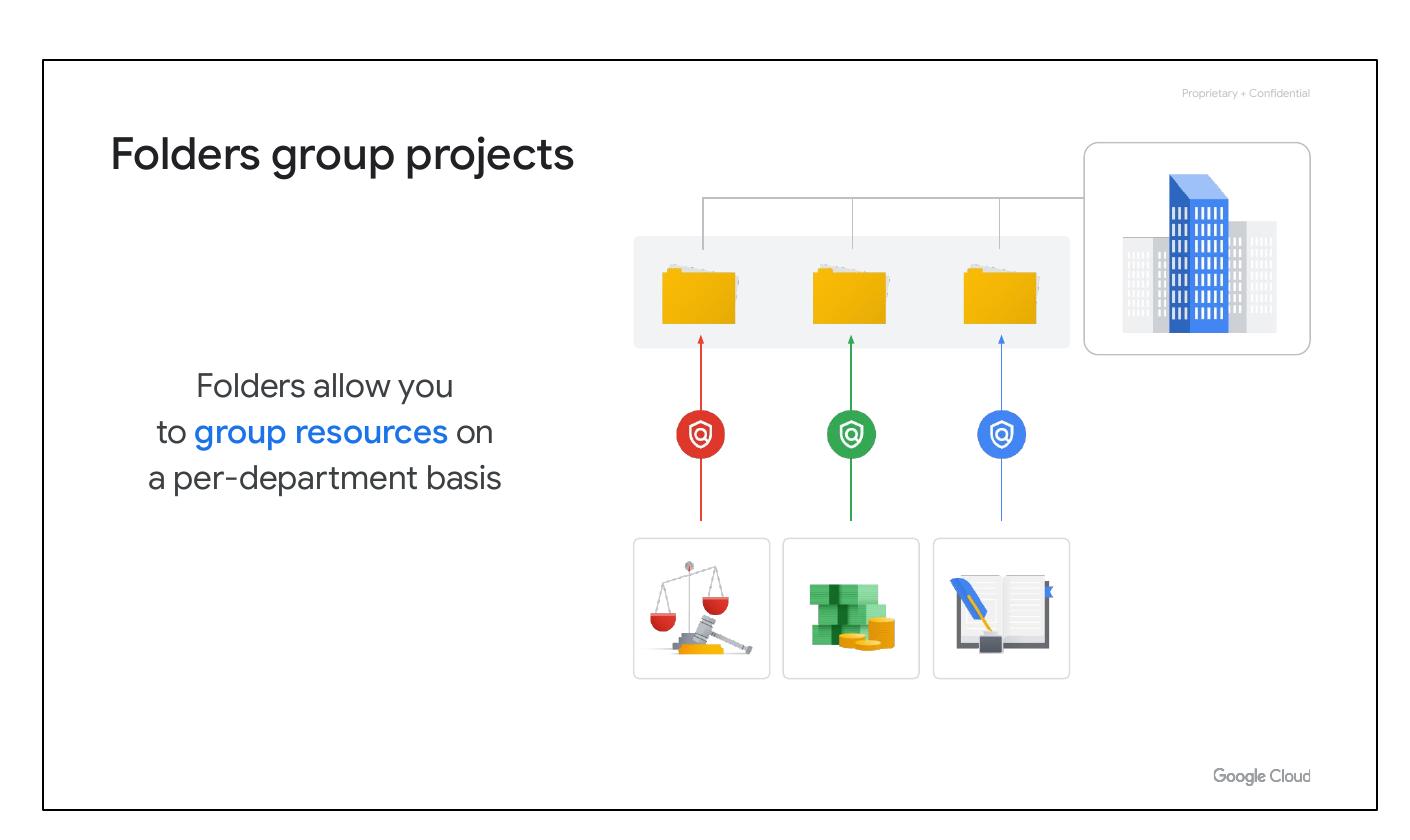 Proprietary + Confidential
Folders group projects
Folders allow you
to group resources on
a per-department basis
Google Cloud